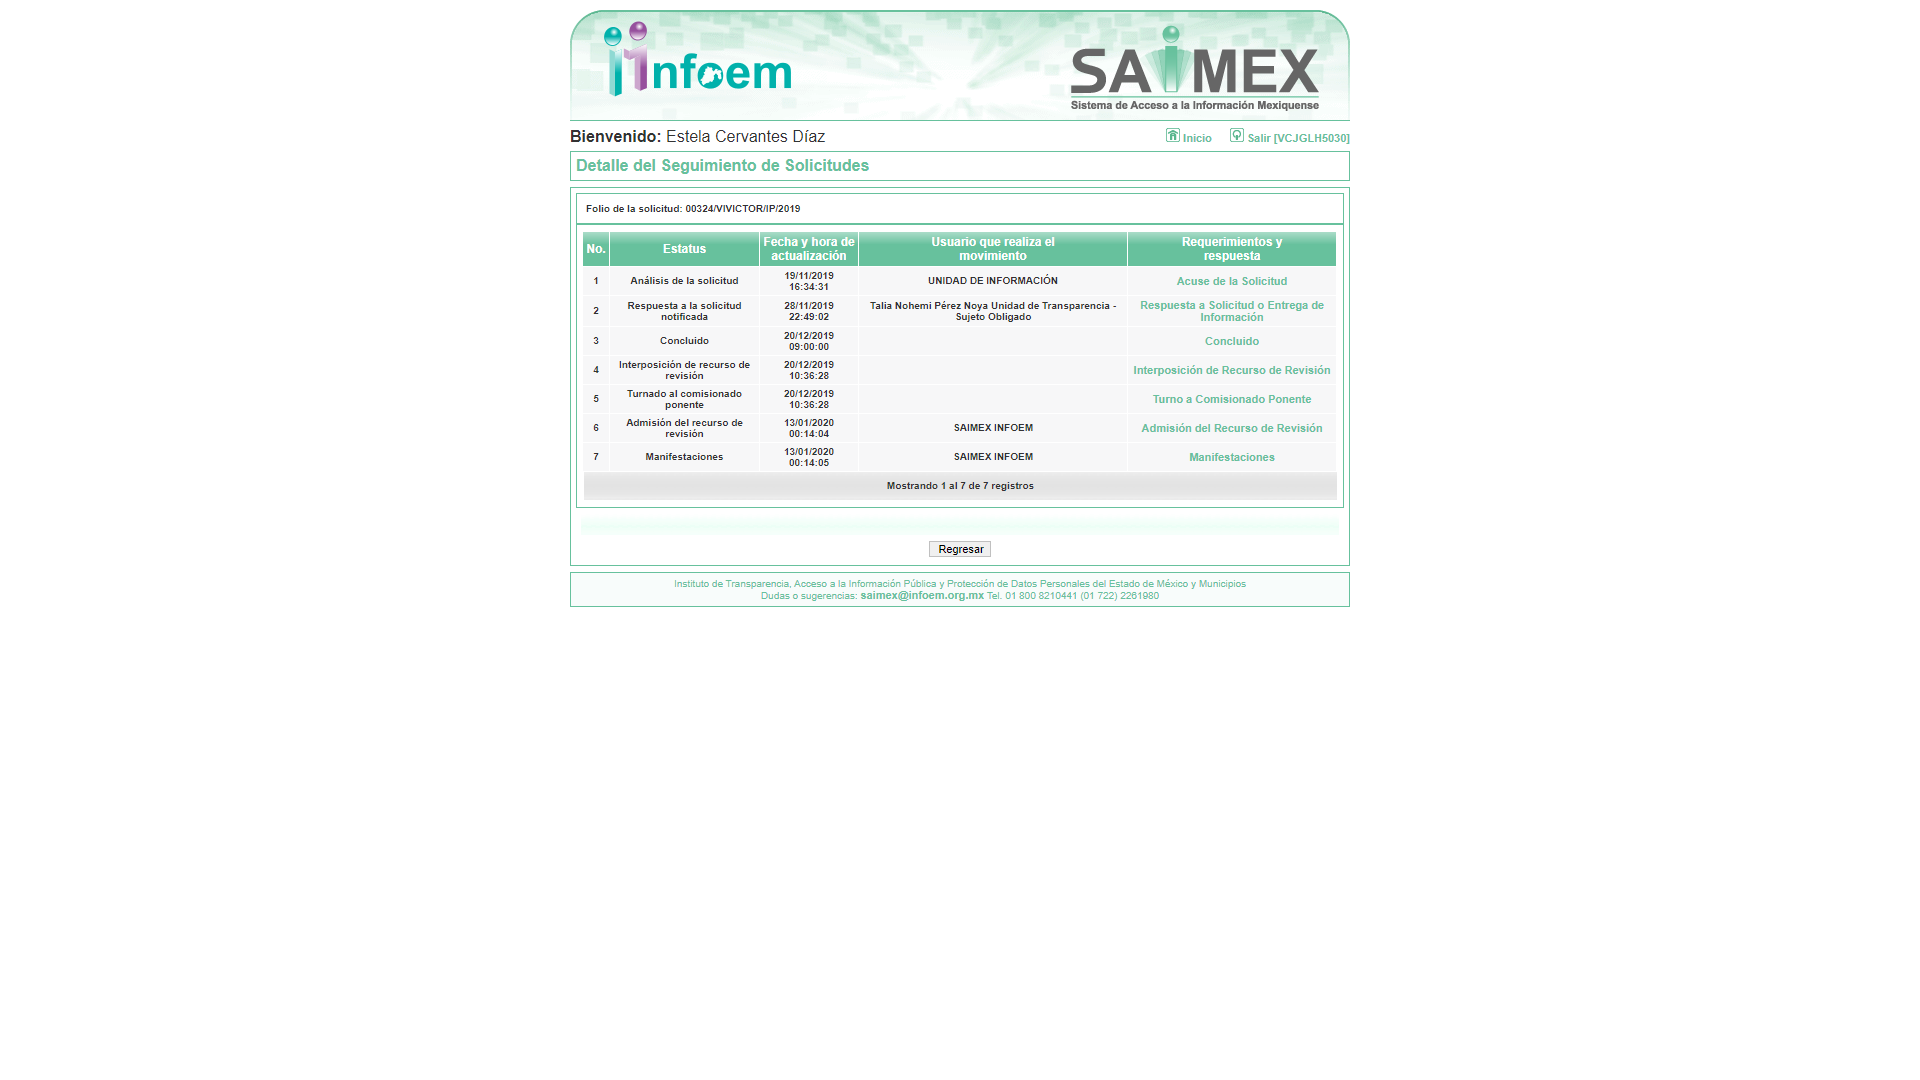 infoem
SAIMEX
Sistema de Acceso a la Información Mexiquense
Bienvenido: Estela Cervantes Díaz
Inicio
Salir [VCJGLH5030]
Detalle del Seguimiento de Solicitudes
Folio de la solicitud: 00324/VIVICTOR/IP/2019
No.
Estatus
Fecha y hora de
actualización
Usuario que realiza el
movimiento
Requerimientos y
respuesta
1
Análisis de la solicitud
19/11/2019
16:34:31
UNIDAD DE INFORMACIÓN
Acuse de la Solicitud
2
Respuesta a la solicitud
notificada
28/11/2019
22:49:02
Talia Nohemi Pérez Noya Unidad de Transparencia -
Sujeto Obligado
Respuesta a Solicitud o Entrega de
Información
3
Concluido
20/12/2019
09:00:00
Concluido
4
Interposición de recurso de
revisión
20/12/2019
10:36:28
Interposición de Recurso de Revisión
5
Turnado al comisionado
ponente
20/12/2019
10:36:28
Turno a Comisionado Ponente
6
Admisión del recurso de
revisión
13/01/2020
00:14:04
SAIMEX INFOEM
Admisión del Recurso de Revisión
7
Manifestaciones
13/01/2020
00:14:05
SAIMEX INFOEM
Manifestaciones
Mostrando 1 al 7 de 7 registros
Regresar
Instituto de Transparencia, Acceso a la Información Pública y Protección de Datos Personales del Estado de México y Municipios
Dudas o sugerencias: saimex@infoem.org.mx Tel. 01 800 8210441 (01 722) 2261980